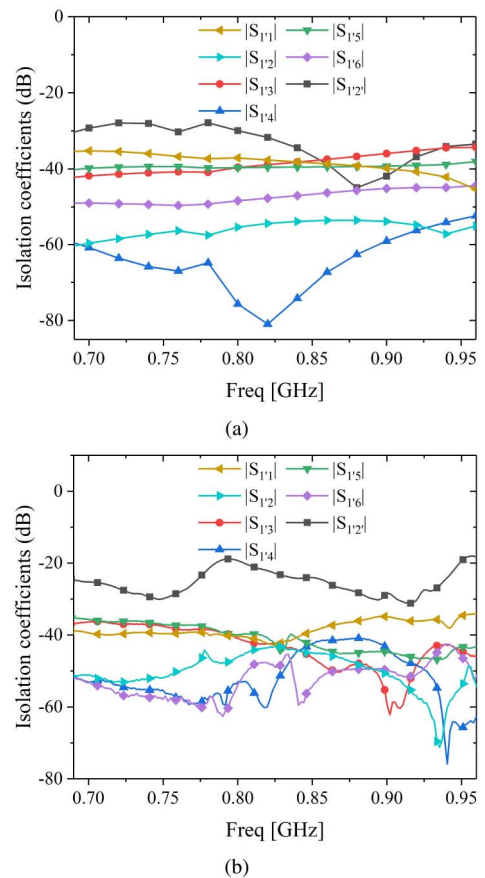 0
-20
-40
-60
-80
Isolation coefficients (dB)
|S1'1| |S1'5|
|S1'2| |S1'6|
|S1'3| |S1'2'|
|S1'4|
0.70 0.75 0.80 0.85 0.90 0.95
Freq [GHz]
(a)
0
-20
-40
-60
-80
Isolation coefficients (dB)
|S1'1| |S1'5|
|S1'2| |S1'6|
|S1'3| |S1'2'|
|S1'4|
0.70 0.75 0.80 0.85 0.90 0.95
Freq [GHz]
(b)